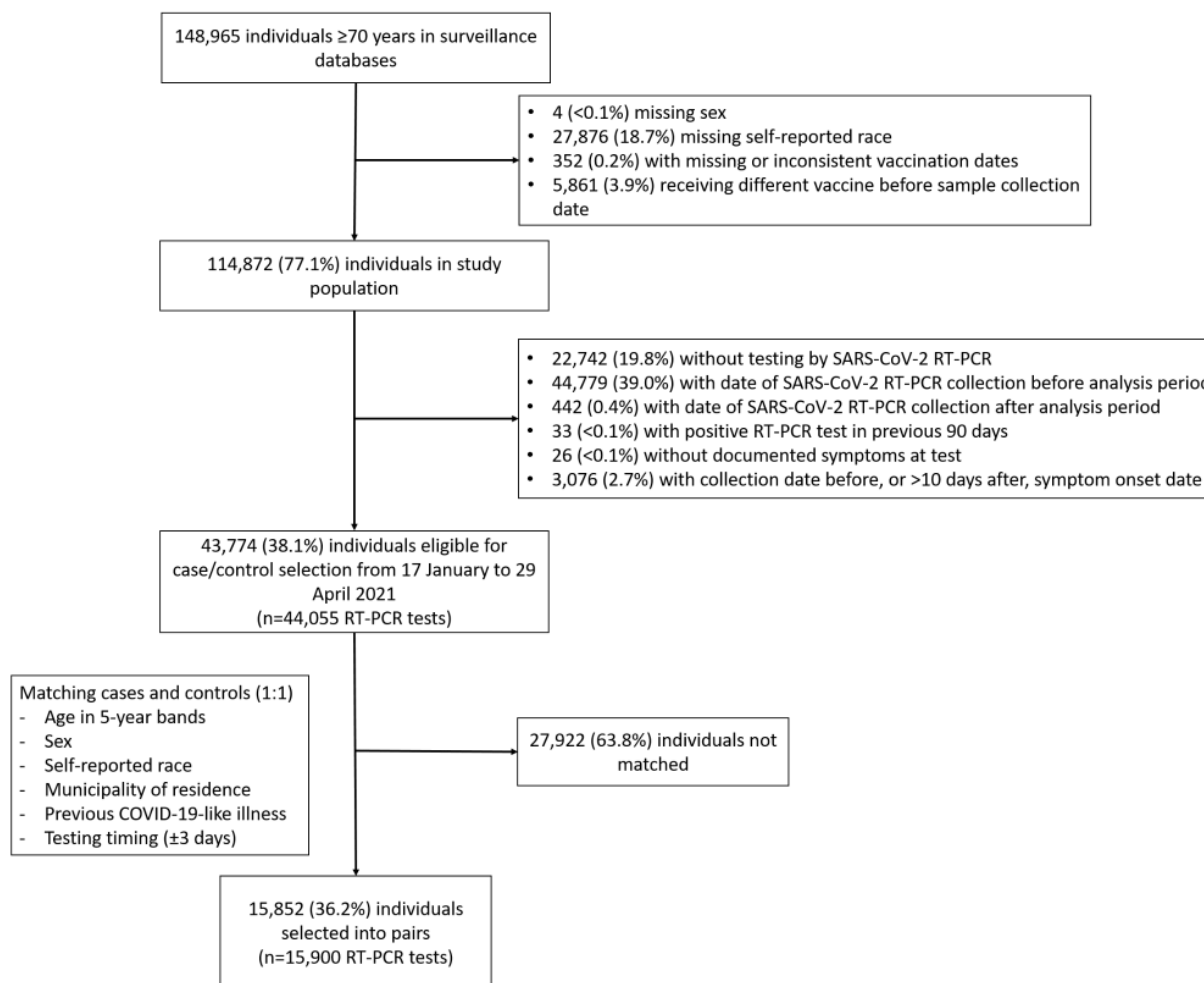 148,965 individuals ≥70 years in surveillance
databases
• 4 (<0.1%) missing sex
• 27,876 (18.7%) missing self-reported race
• 352 (0.2%) with missing or inconsistent vaccination dates
• 5,861 (3.9%) receiving different vaccine before sample collection
date
114,872 (77.1%) individuals in study
population
• 22,742 (19.8%) without testing by SARS-CoV-2 RT-PCR
• 44,779 (39.0%) with date of SARS-CoV-2 RT-PCR collection before analysis period
• 442 (0.4%) with date of SARS-CoV-2 RT-PCR collection after analysis period
• 33 (<0.1%) with positive RT-PCR test in previous 90 days
• 26 (<0.1%) without documented symptoms at test
• 3,076 (2.7%) with collection date before, or >10 days after, symptom onset date
43,774 (38.1%) individuals eligible for
case/control selection from 17 January to 29
April 2021
(n=44,055 RT-PCR tests)
Matching cases and controls (1:1)
- Age in 5-year bands
- Sex
- Self-reported race
- Municipality of residence
- Previous COVID-19-like illness
- Testing timing (±3 days)
27,922 (63.8%) individuals not
matched
15,852 (36.2%) individuals
selected into pairs
(n=15,900 RT-PCR tests)